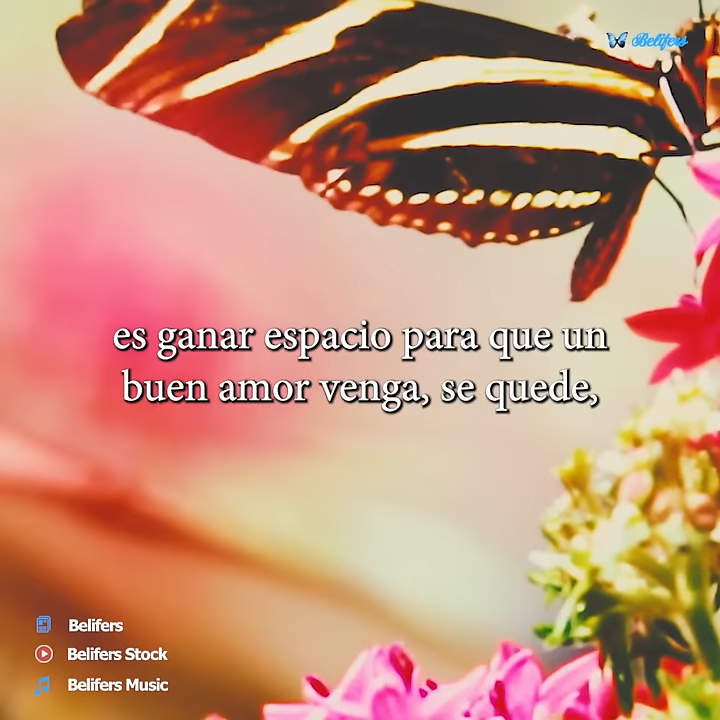 Belifers
es ganar espacio para que un
buen amor venga, se quede,
Belifers
Belifers Stock
Belifers Music